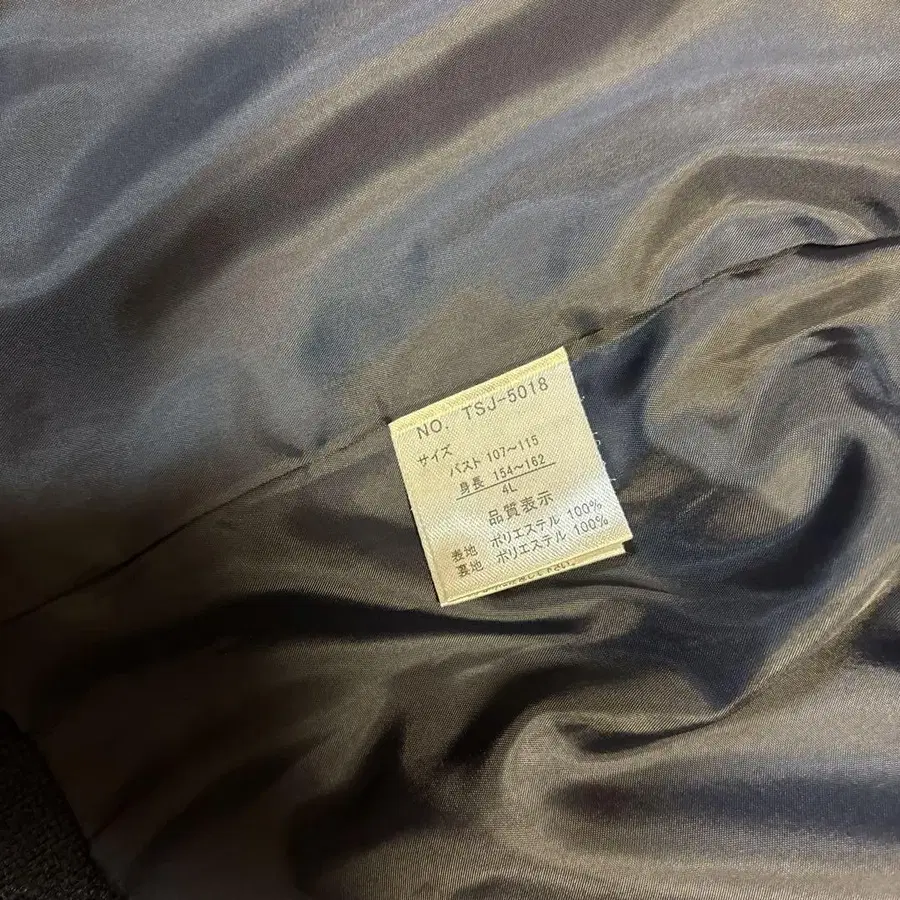 NO. TSJ-5018
サイズ
バスト 107〜115
身長 154〜162
4L
品質表示
表地 ポリエステル 100%
裏地 ポリエステル 100%